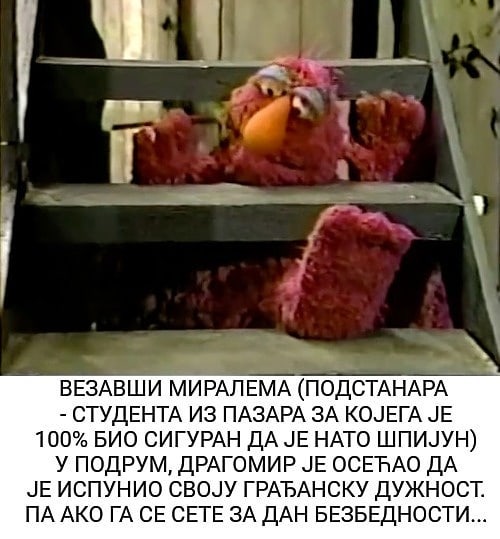 ВЕЗАВШИ МИРАЛЕМА (ПОДСТАНАРА
- СТУДЕНТА ИЗ ПАЗАРА ЗА КОЈЕГА ЈЕ
100% БИО СИГУРАН ДА ЈЕ НАТО ШПИЈУН)
У ПОДРУМ, ДРАГОМИР ЈЕ ОСЕЋАО ДА
ЈЕ ИСПУНИО СВОЈУ ГРАЂАНСКУ ДУЖНОСТ.
ПА АКО ГА СЕ СЕТЕ ЗА ДАН БЕЗБЕДНОСТИ...